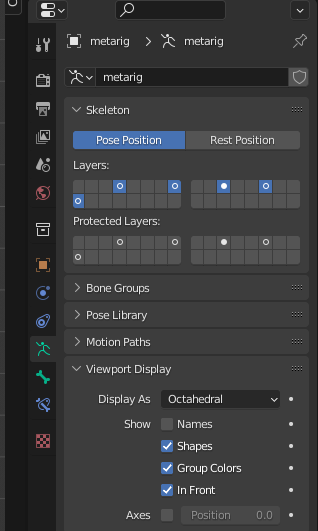 metarig > metarig
metarig
Skeleton
Pose Position Rest Position
Layers:
Protected Layers:
Bone Groups
Pose Library
Motion Paths
Viewport Display
Display As Octahedral
Show Names
Shapes
Group Colors
In Front
Axes Position 0.0